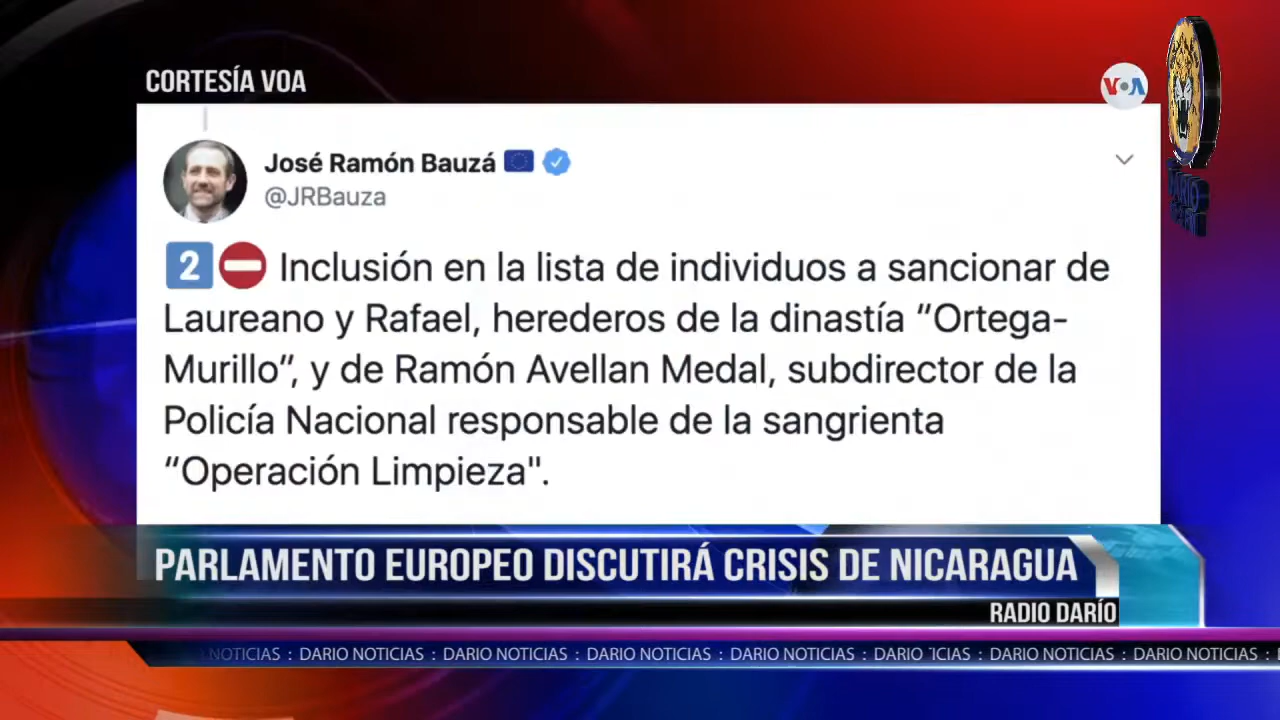 CORTESÍA VOA
VOA
José Ramón Bauzá
@JRBauza
2 Inclusión en la lista de individuos a sancionar de
Laureano y Rafael, herederos de la dinastía “Ortega-
Murillo”, y de Ramón Avellan Medal, subdirector de la
Policía Nacional responsable de la sangrienta
“Operación Limpieza".
PARLAMENTO EUROPEO DISCUTIRÁ CRISIS DE NICARAGUA
RADIO DARÍO
NOTICIAS : DARIO NOTICIAS : DARIO NOTICIAS : DARIO NOTICIAS : DARIO NOTICIAS : DARIO ICIAS : DARIO NOTICIAS : DARIO NOTICIAS :